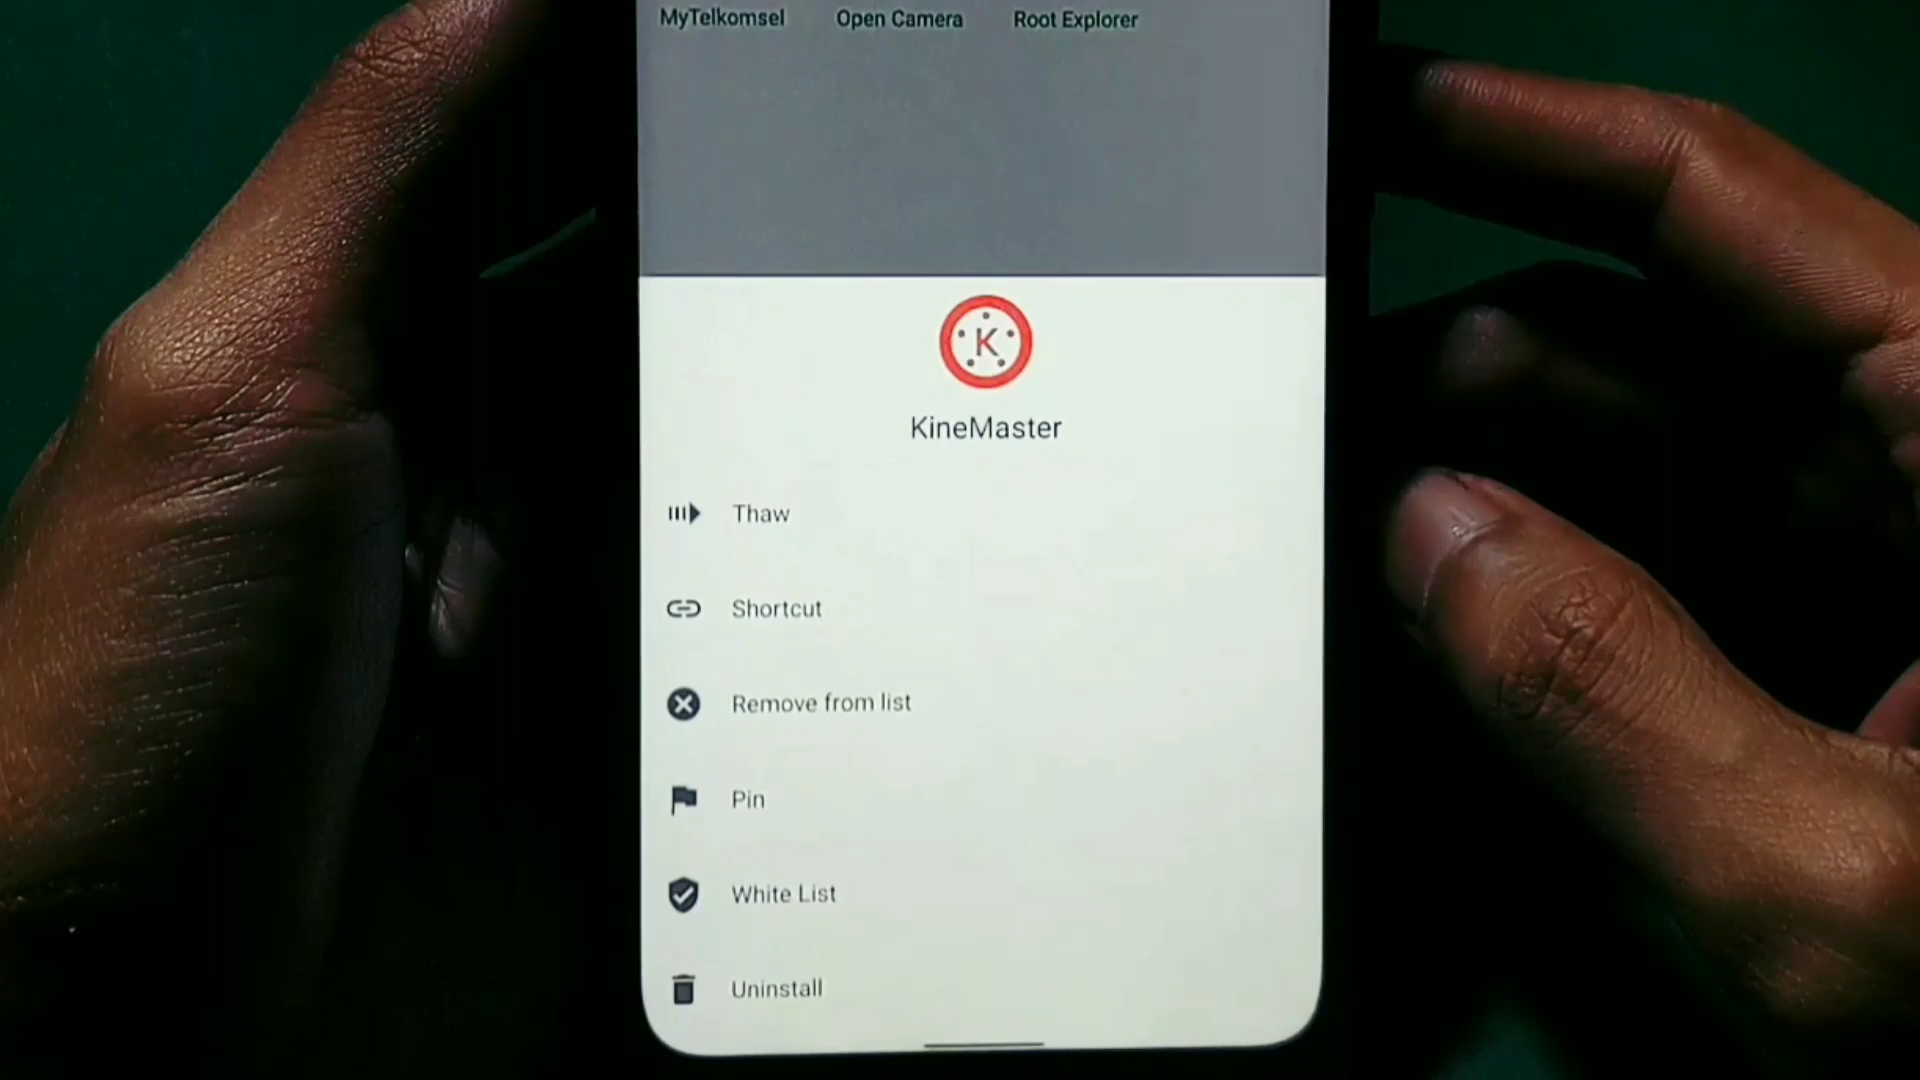 MyTelkomsel Open Camera Root Explorer
K
KineMaster
Thaw
Shortcut
Remove from list
Pin
White List
Uninstall